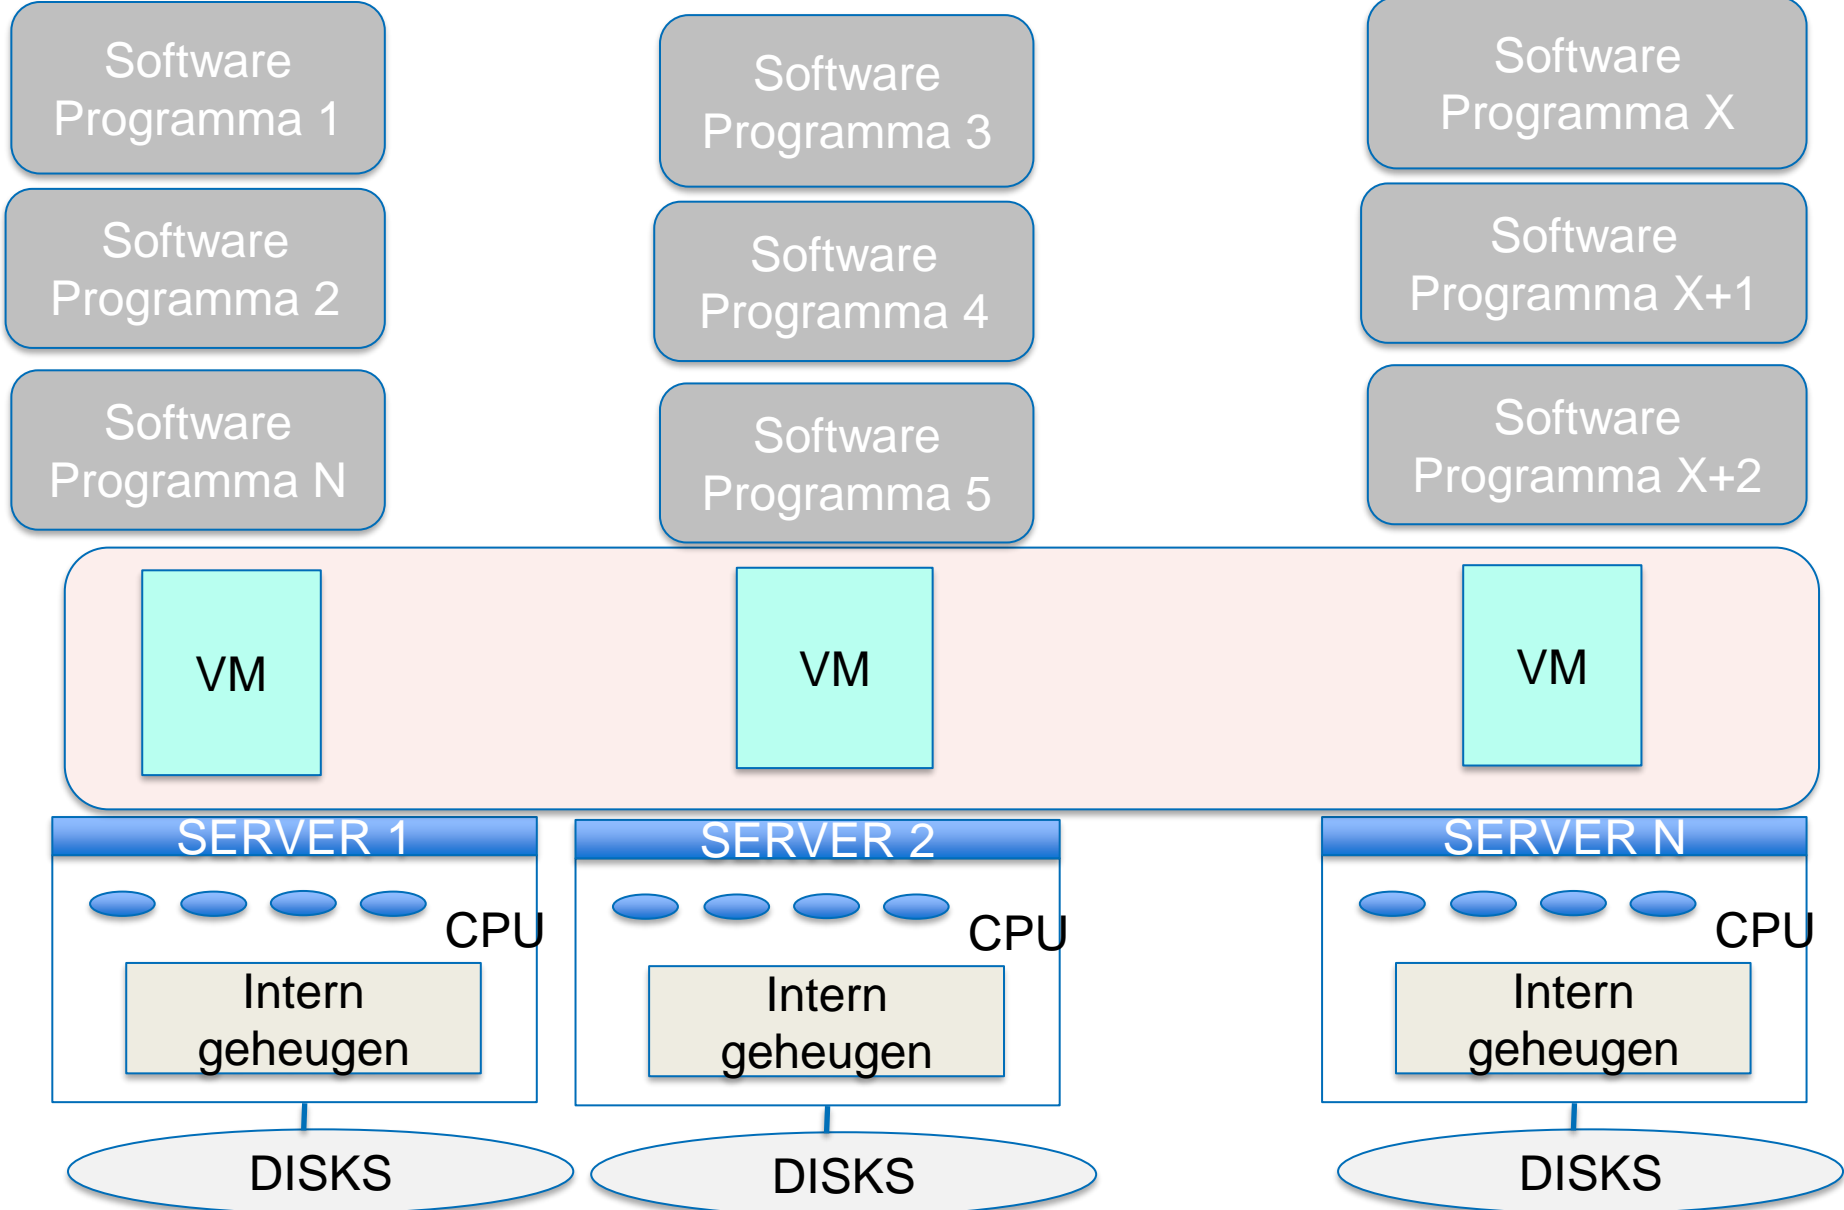 Software
Programma 1
Software
Programma 3
Software
Programma X
Software
Programma 2
Software
Programma 4
Software
Programma X+1
Software
Programma N
Software
Programma 5
Software
Programma X+2
VM
VM
VM
SERVER 1
SERVER 2
SERVER N
CPU
CPU
CPU
Intern
geheugen
Intern
geheugen
Intern
geheugen
DISKS
DISKS
DISKS